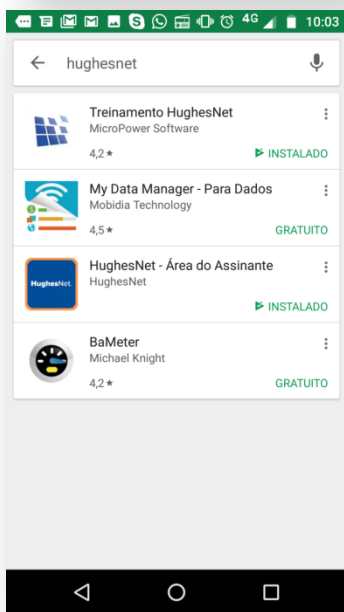 4G 10:03
hughesnet
Treinamento HughesNet
MicroPower Software
4,2★ INSTALADO
My Data Manager - Para Dados
Mobidia Technology
4,5★ GRATUITO
HughesNet - Área do Assinante
HughesNet
HughesNet.
INSTALADO
BaMeter
Michael Knight
4,2★ GRATUITO